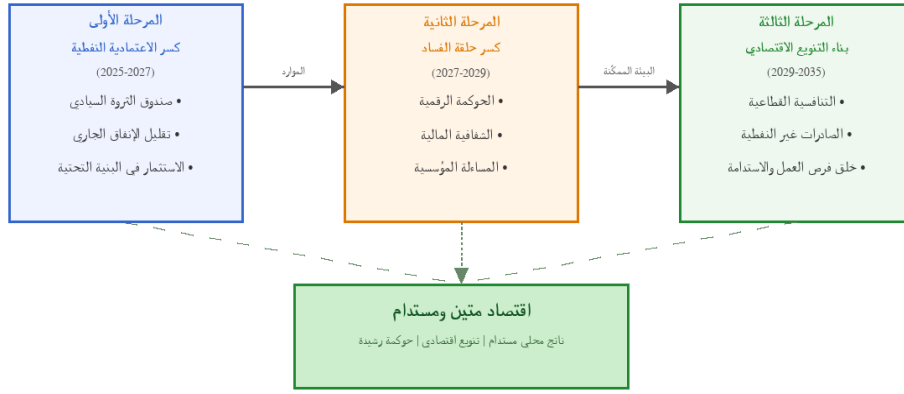 المرحلة الأولى
كسر الاعتمادية النفطية
(2025-2027)
• صندوق الثروة السيادي
• تقليل الإنفاق الجاري
• الاستثمار في البنية التحتية
الموارد
المرحلة الثانية
كسر حلقة الفساد
(2027-2029)
• الحوكمة الرقمية
• الشفافية المالية
• المساءلة المؤسسية
البيئة الممكّنة
المرحلة الثالثة
بناء التنويع الاقتصادي
(2029-2035)
• التنافسية القطاعية
• الصادرات غير النفطية
• خلق فرص العمل والاستدامة
اقتصاد متين ومستدام
ناتج محلي مستدام | تنويع اقتصادي | حوكمة رشيدة